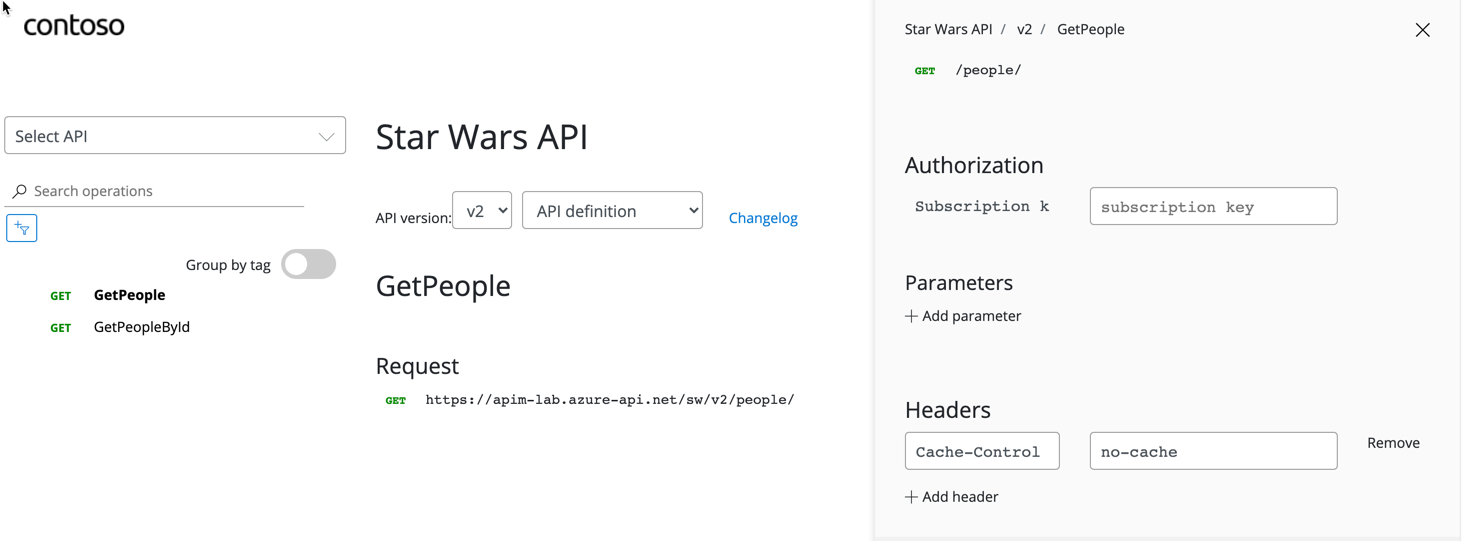 contoso
Select API
Search operations
Group by tag
GET GetPeople
GET GetPeopleById
Star Wars API
API version: v2 API definition Changelog
GetPeople
Request
GET https://apim-lab.azure-api.net/sw/v2/people/
Star Wars API / v2 / GetPeople
GET /people/
Authorization
Subscription k subscription key
Parameters
Add parameter
Headers
Cache-Control no-cache Remove
Add header